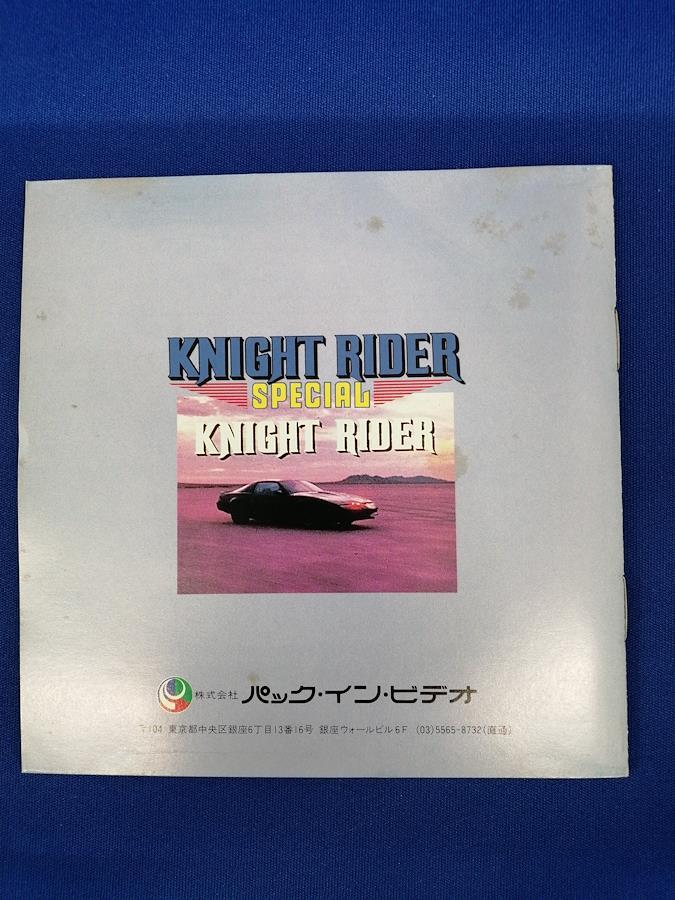 KNIGHT RIDER
SPECIAL
KNIGHT RIDER
株式会社 パック・イン・ビデオ
〒104 東京都中央区銀座6丁目13番16号 銀座ウォールビル6F (03)5565-8732(直通)